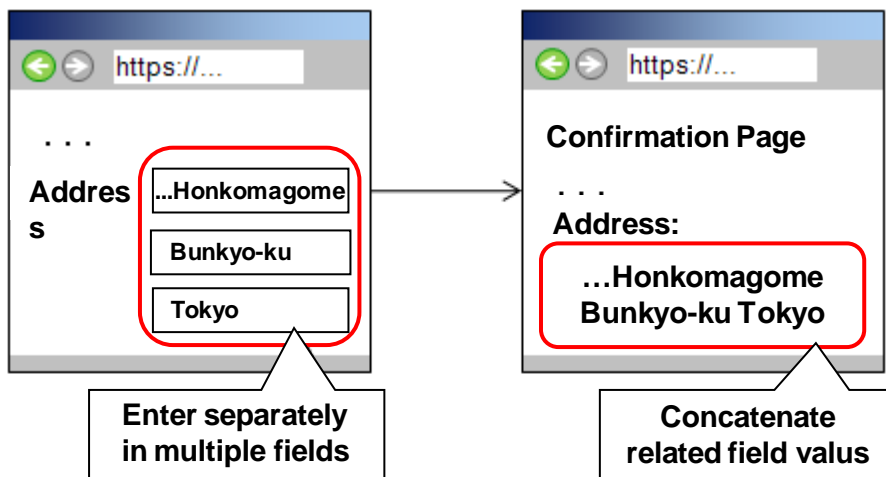 https://...
. . .
Addres
s
...Honkomagome
Bunkyo-ku
Tokyo
Enter separately
in multiple fields
https://...
Confirmation Page
. . .
Address:
...Honkomagome
Bunkyo-ku Tokyo
Concatenate
related field valus